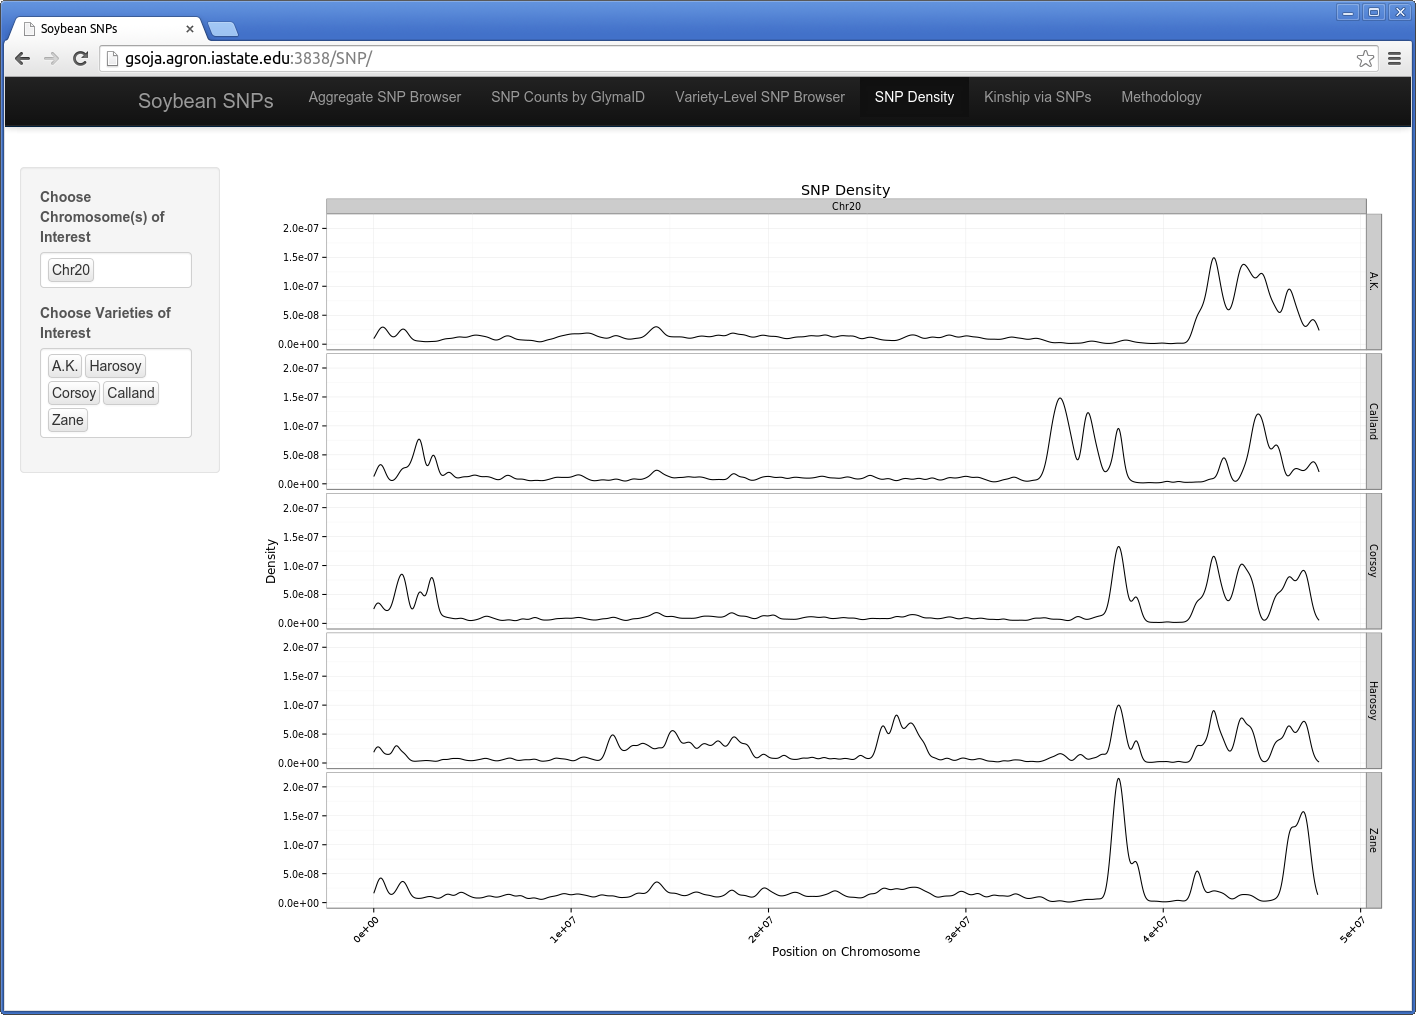 Soybean SNPs
gsoja.agron.iastate.edu:3838/SNP/
Soybean SNPs Aggregate SNP Browser SNP Counts by GlymaID Variety-Level SNP Browser SNP Density Kinship via SNPs Methodology
Choose
Chromosome(s) of
Interest
Chr20
Choose Varieties of
Interest
A.K. Harosoy
Corsoy Calland
Zane
SNP Density
Chr20
Density
2.0e-07
1.5e-07
1.0e-07
5.0e-08
0.0e+00
A.K.
2.0e-07
1.5e-07
1.0e-07
5.0e-08
0.0e+00
Calland
2.0e-07
1.5e-07
1.0e-07
5.0e-08
0.0e+00
Corsoy
2.0e-07
1.5e-07
1.0e-07
5.0e-08
0.0e+00
Harosoy
2.0e-07
1.5e-07
1.0e-07
5.0e-08
0.0e+00
Zane
0e+00 1e+07 2e+07 3e+07 4e+07 5e+07
Position on Chromosome